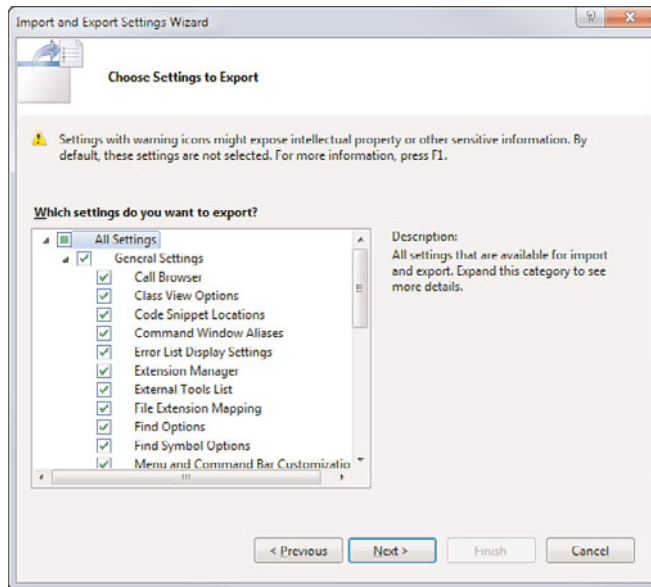 Import and Export Settings Wizard
Choose Settings to Export
Settings with warning icons might expose intellectual property or other sensitive information. By
default, these settings are not selected. For more information, press F1.
Which settings do you want to export?
All Settings
General Settings
Call Browser
Class View Options
Code Snippet Locations
Command Window Aliases
Error List Display Settings
Extension Manager
External Tools List
File Extension Mapping
Find Options
Find Symbol Options
Menu and Command Bar Customizatio
Description:
All settings that are available for import
and export. Expand this category to see
more details.
< Previous
Next >
Finish
Cancel